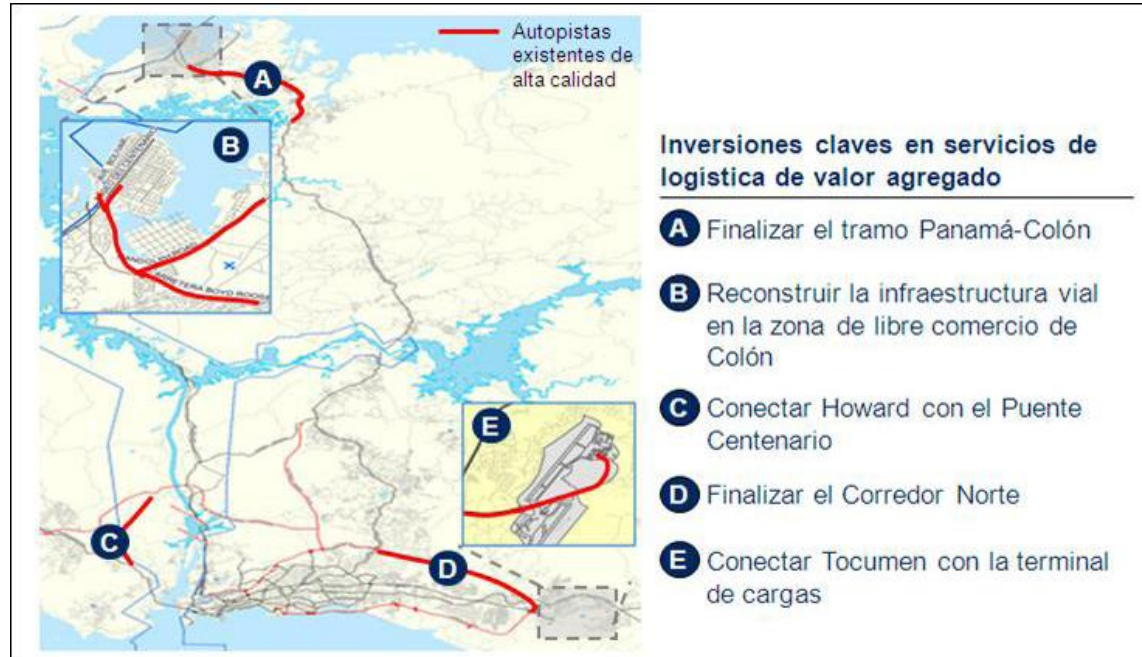 Autopistas
existentes de
alta calidad
A
B
C
D
E
Inversiones claves en servicios de
logística de valor agregado
A Finalizar el tramo Panamá-Colón
B Reconstruir la infraestructura vial
en la zona de libre comercio de
Colón
C Conectar Howard con el Puente
Centenario
D Finalizar el Corredor Norte
E Conectar Tocumen con la terminal
de cargas